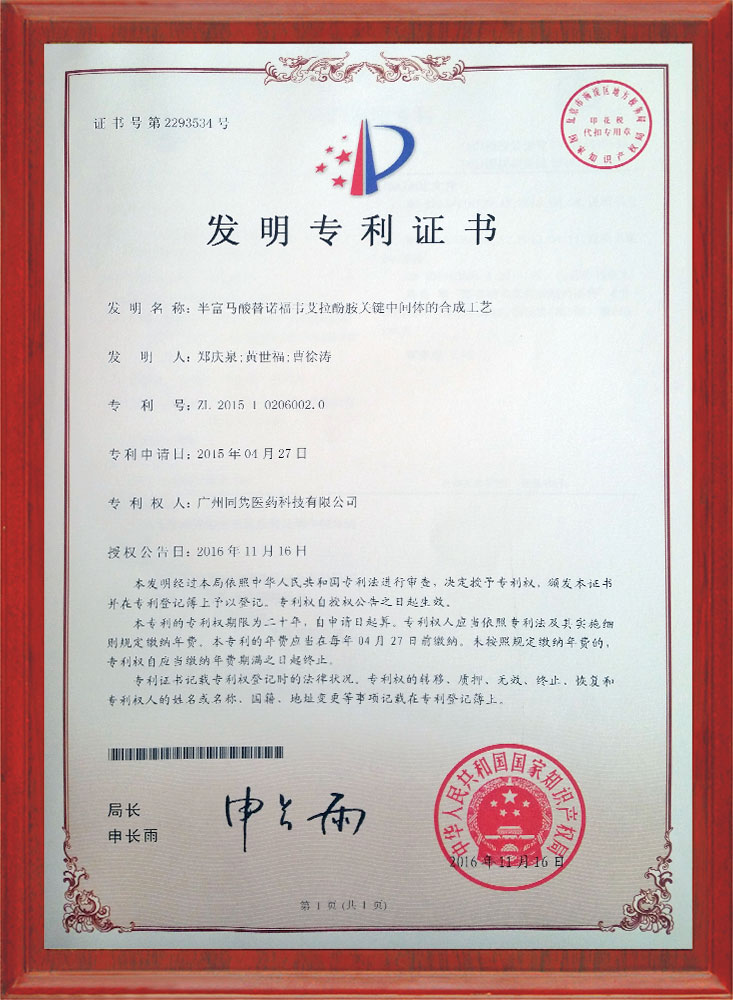 证书号第2293534号
北京市海淀区地方税务局
印花税
代扣专用章
国家知识产权局
发明专利证书
发明名称：半富马酸替诺福韦艾拉酚胺关键中间体的合成工艺
发明人：郑庆泉;黄世福;曹徐涛
专利号：ZL 2015 1 0206002.0
专利申请日：2015年04月27日
专利权人：广州同隽医药科技有限公司
授权公告日：2016年11月16日
本发明经过本局依照中华人民共和国专利法进行审查，决定授予专利权，颁发本证书
并在专利登记簿上予以登记。专利权自授权公告之日起生效。
本专利的专利权期限为二十年，自申请日起算。专利权人应当依照专利法及其实施细
则规定缴纳年费。本专利的年费应当在每年04月27日前缴纳。未按照规定缴纳年费的，
专利权自应当缴纳年费期满之日起终止。
专利证书记载专利权登记时的法律状况。专利权的转移、质押、无效、终止、恢复和
专利权人的姓名或名称、国籍、地址变更等事项记载在专利登记簿上。
局长
申长雨
申长雨
中华人民共和国国家知识产权局
2016年11月16日
第1页(共1页)